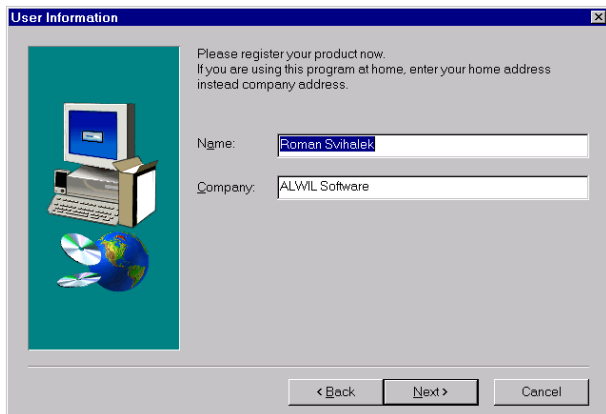 User Information
Please register your product now.
If you are using this program at home, enter your home address
instead company address.
Name: Roman Svihalek
Company: ALWIL Software
< Back Next > Cancel